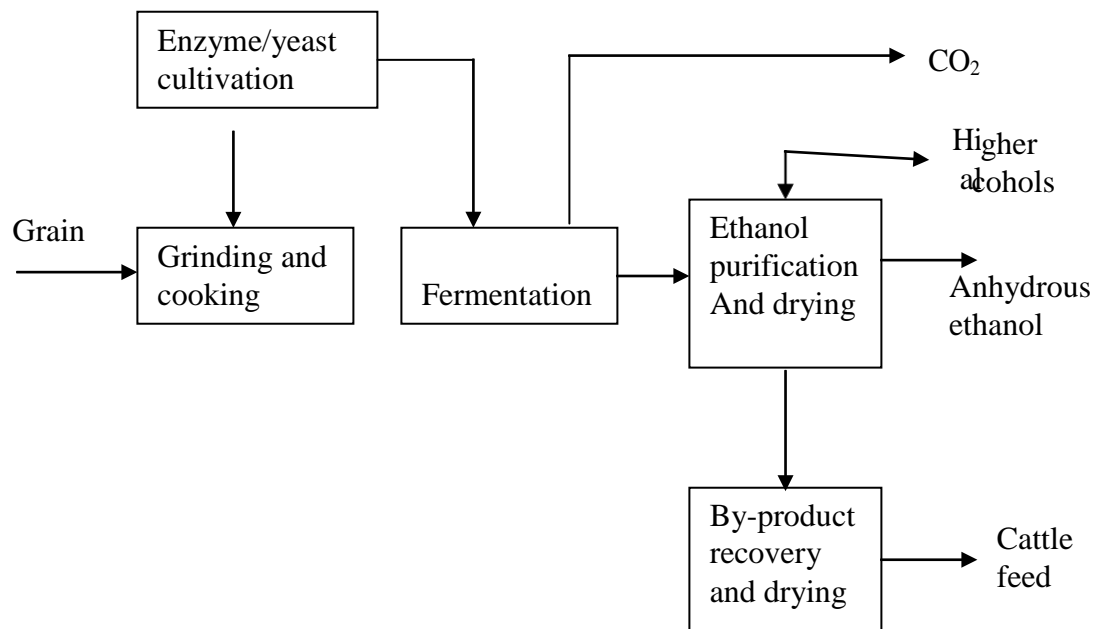 Enzyme/yeast
cultivation
CO₂
Higher
alcohols
Grain
Grinding and
cooking
Fermentation
Ethanol
purification
And drying
Anhydrous
ethanol
By-product
recovery
and drying
Cattle
feed